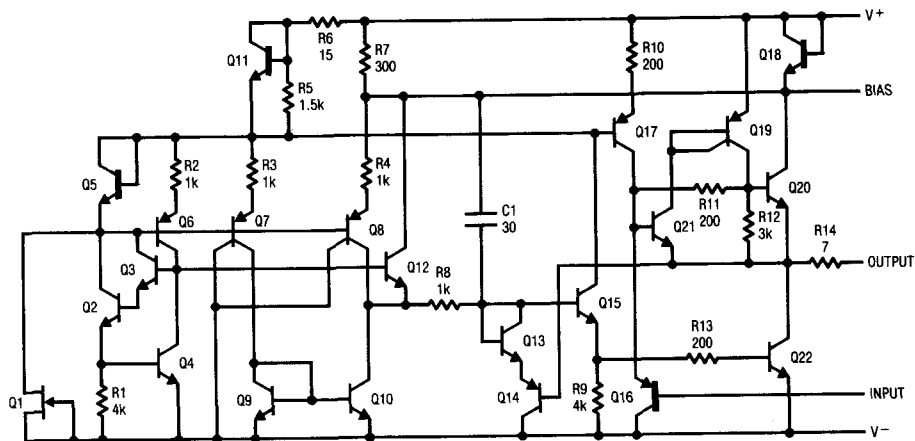 V+
R6
15
R7
300
R10
200
Q18
Q11
R5
1.5k
BIAS
Q17
Q19
R2
1k
R3
1k
R4
1k
Q5
Q20
C1
30
R11
200
R12
3k
Q6
Q7
Q8
Q21
R14
7
Q3
Q12
OUTPUT
R8
1k
Q2
Q15
Q13
R13
200
Q4
Q22
Q1
R1
4k
Q9
Q10
Q14
R9
4k
Q16
INPUT
V−